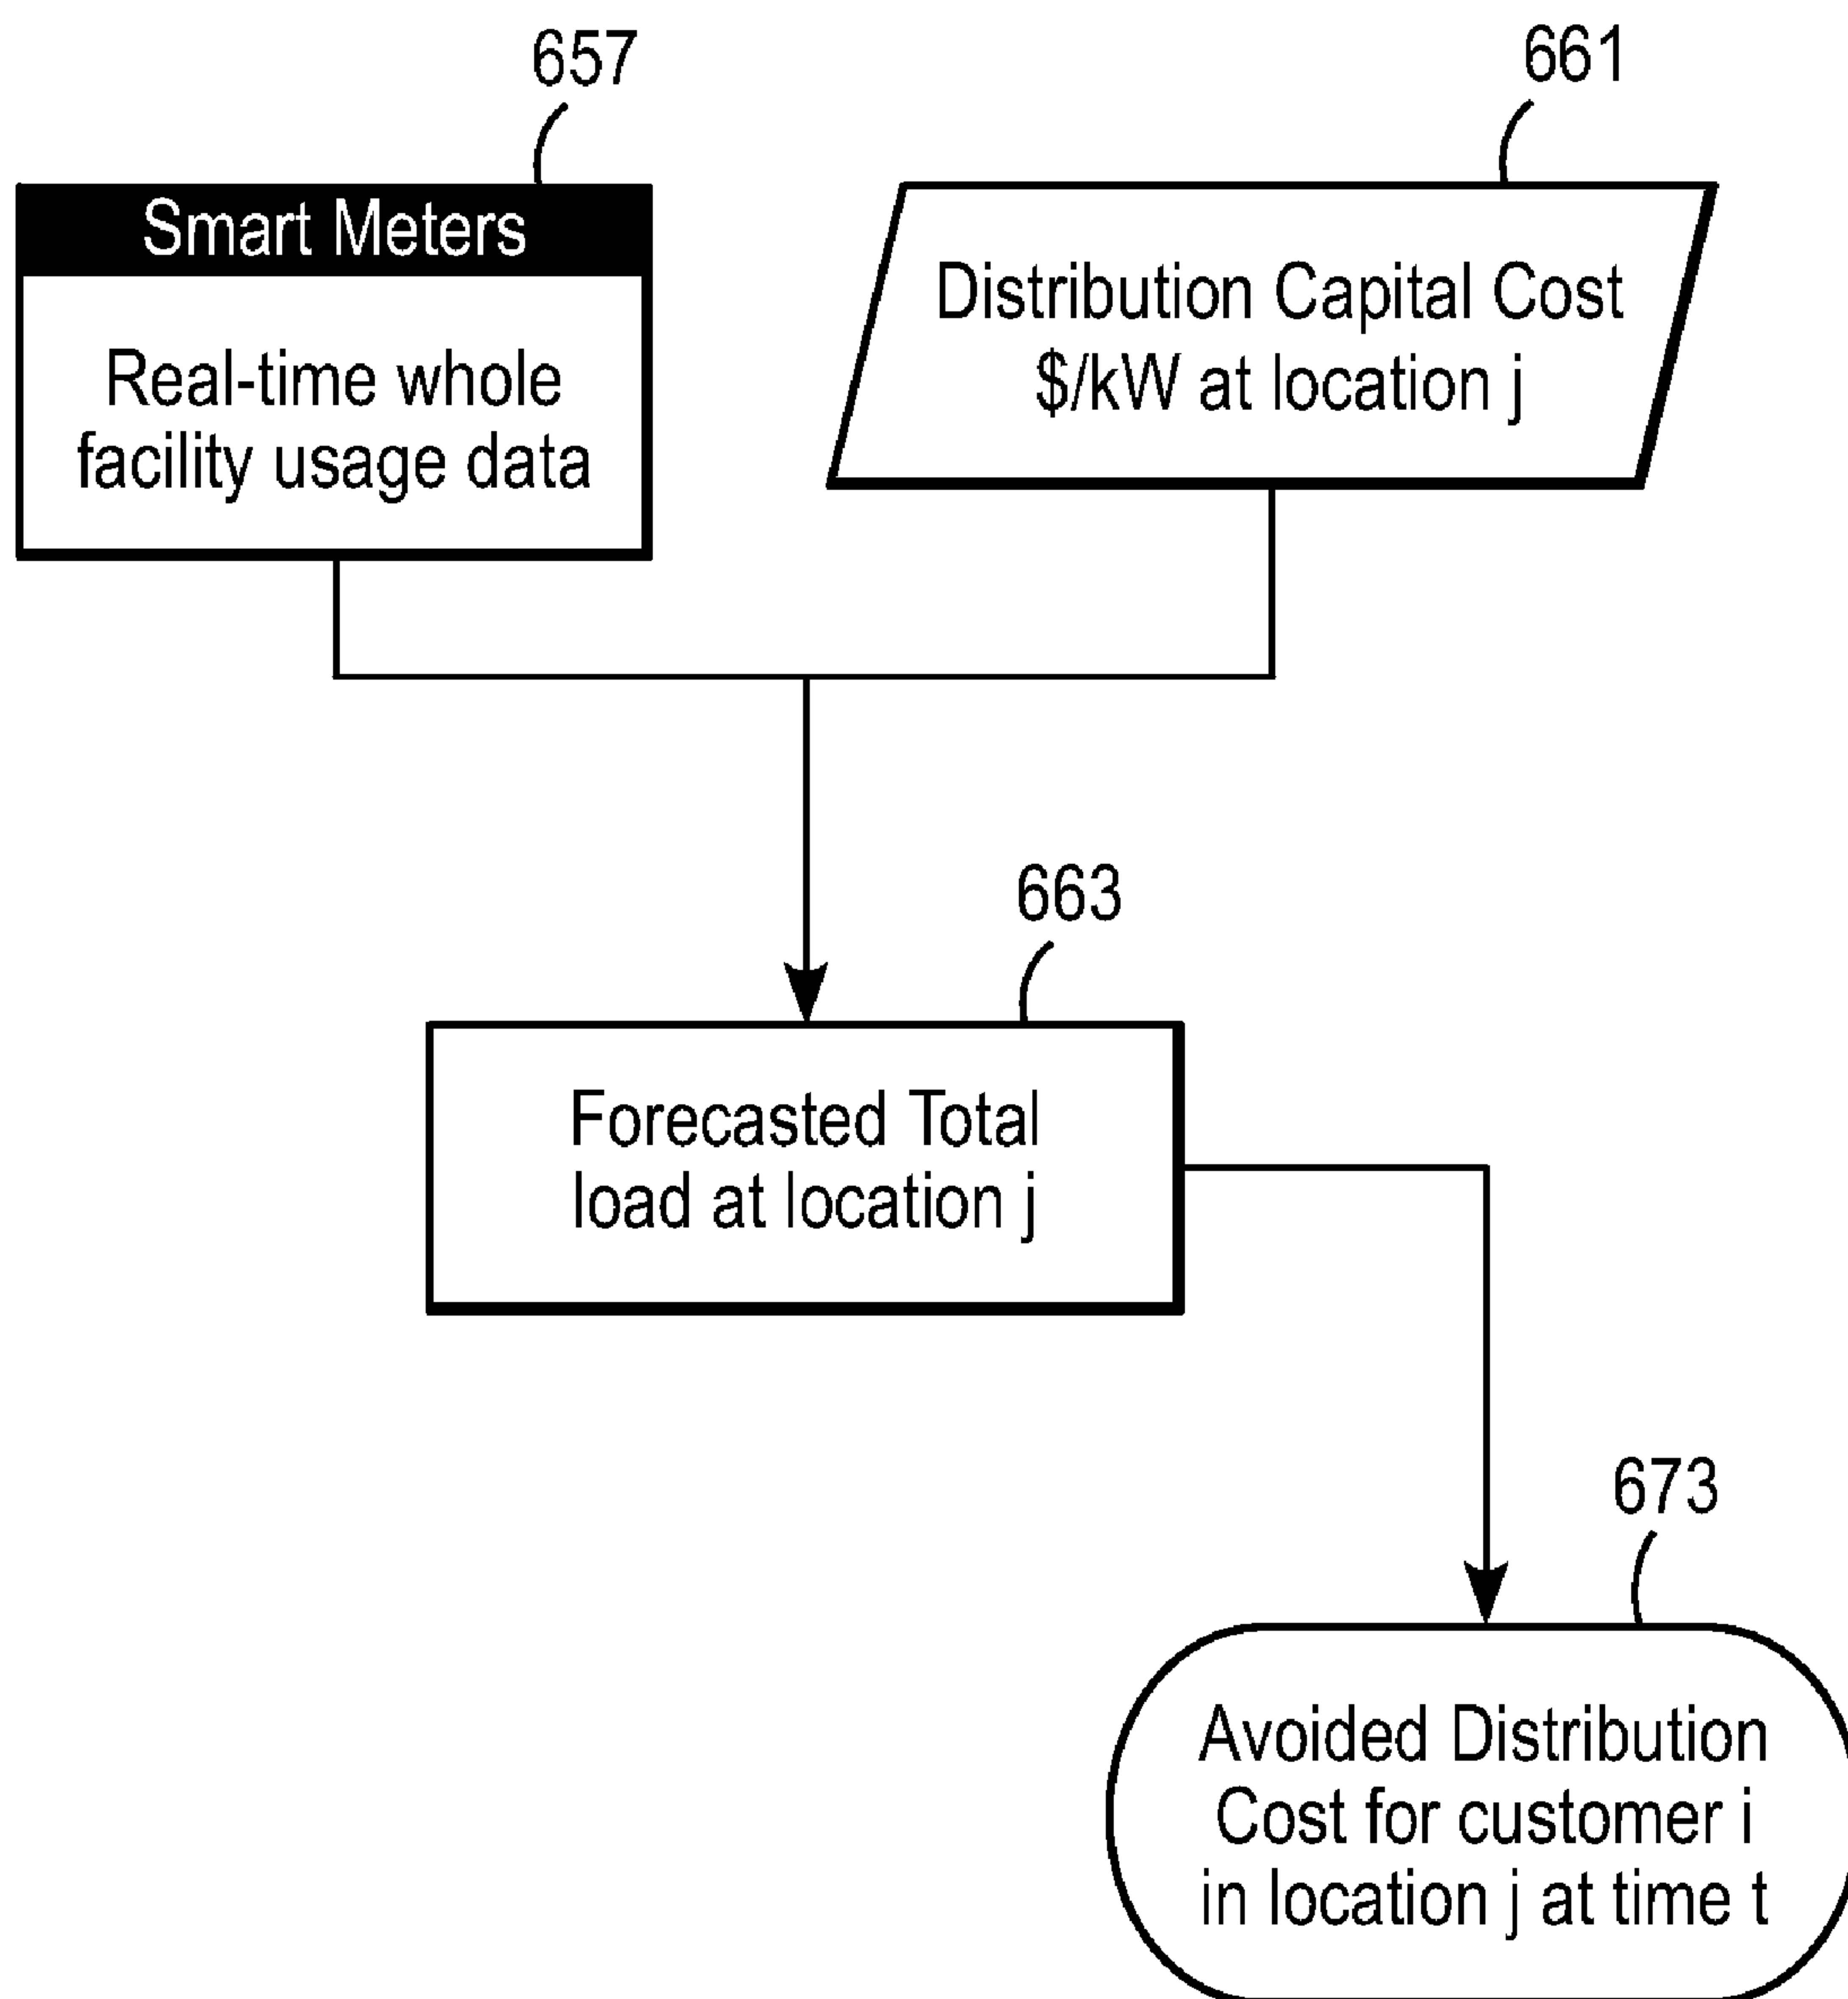 657
661
Smart Meters
Real-time whole
facility usage data
Distribution Capital Cost
$/kW at location j
663
Forecasted Total
load at location j
673
Avoided Distribution
Cost for customer i
in location j at time t